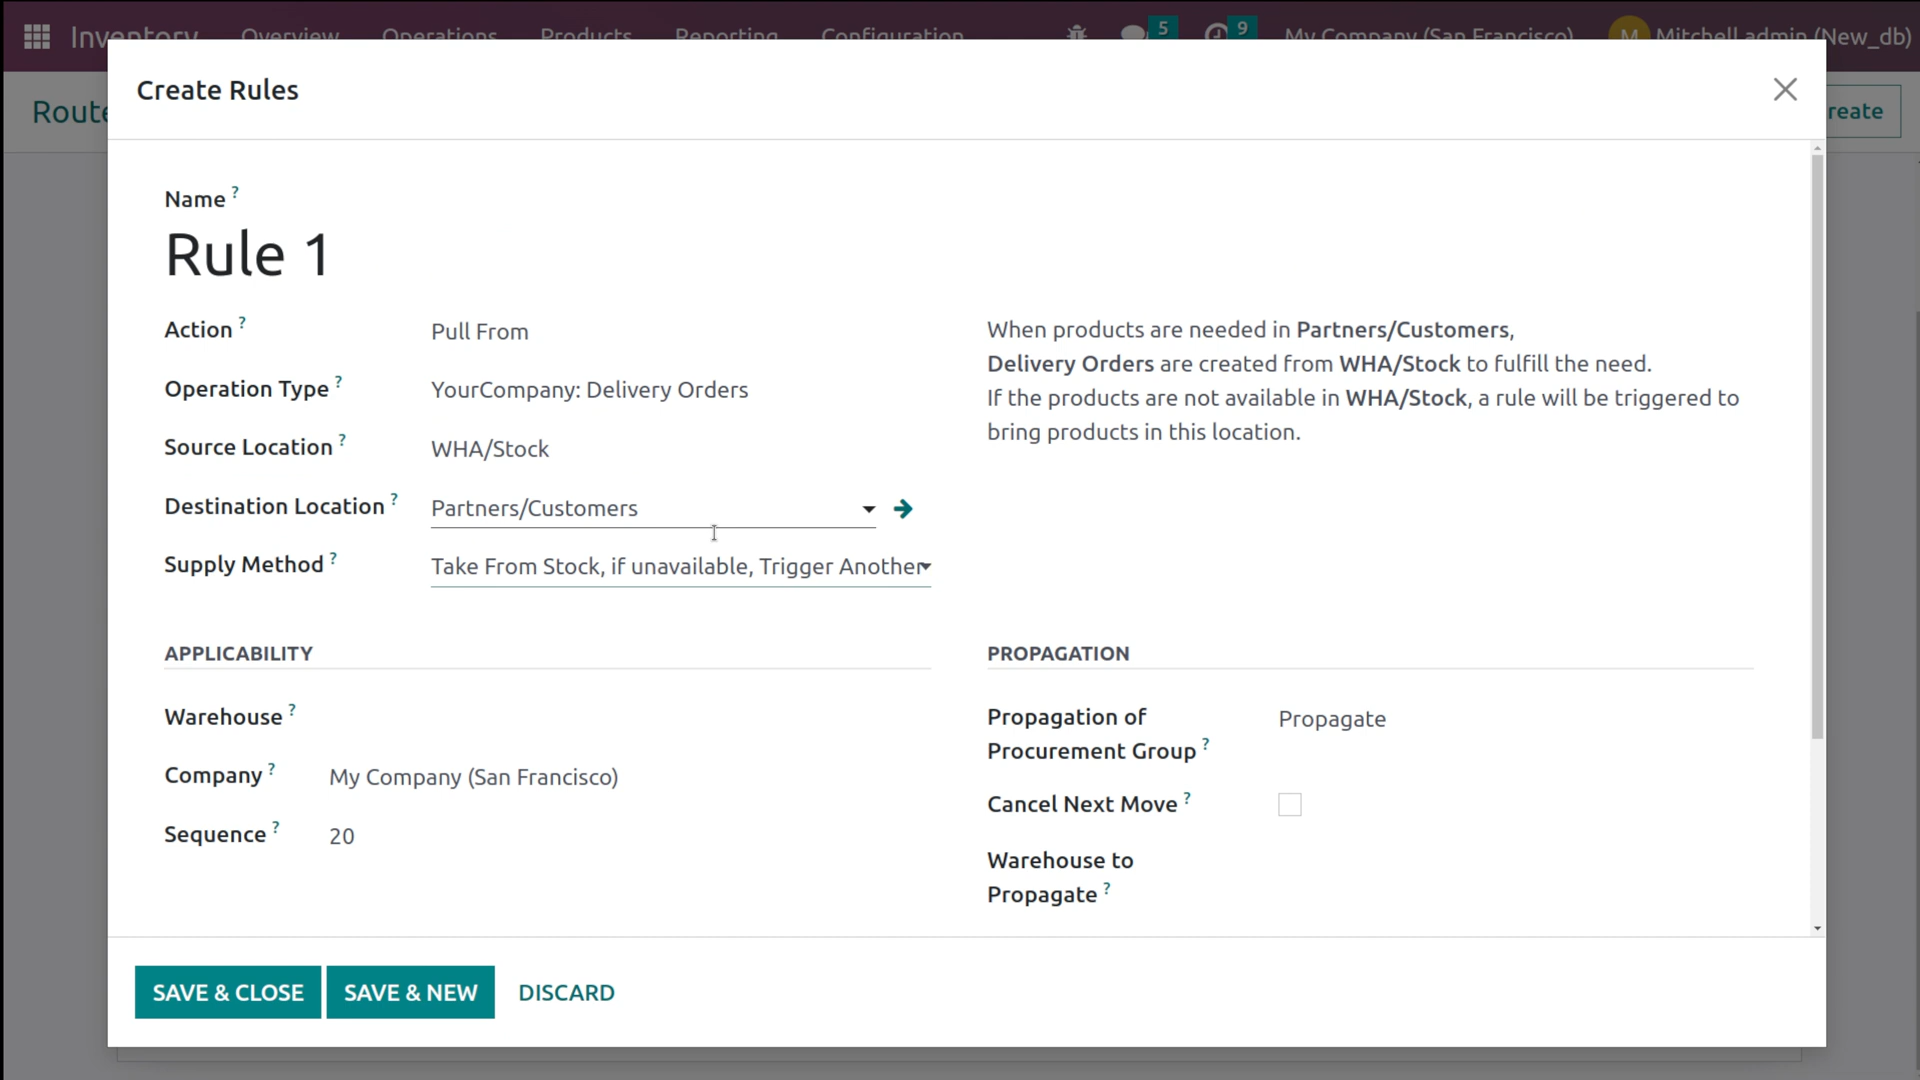 Inventory Overview Operations Products Reporting Configuration 5 9 My Company (San Francisco) M Mitchell admin (New_db)
Route
Create Rules
reate
Name ?
Rule 1
Action ? Pull From
Operation Type ? YourCompany: Delivery Orders
Source Location ? WHA/Stock
Destination Location ? Partners/Customers
Supply Method ? Take From Stock, if unavailable, Trigger Another
When products are needed in Partners/Customers,
Delivery Orders are created from WHA/Stock to fulfill the need.
If the products are not available in WHA/Stock, a rule will be triggered to
bring products in this location.
APPLICABILITY
Warehouse ?
Company ? My Company (San Francisco)
Sequence ? 20
PROPAGATION
Propagation of
Procurement Group ? Propagate
Cancel Next Move ?
Warehouse to
Propagate ?
SAVE & CLOSE SAVE & NEW DISCARD